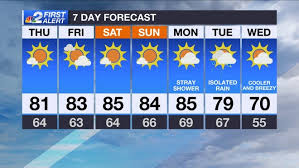 2 FIRST ALERT 7 DAY FORECAST
THU FRI SAT SUN MON TUE WED
STRAY SHOWER ISOLATED RAIN COOLER AND BREEZY
81 83 85 84 85 79 70
64 63 64 66 69 67 55